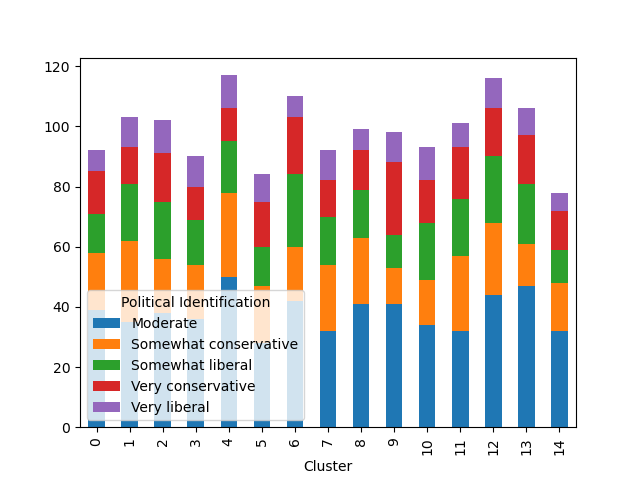 120
100
80
60
40
20
0
Political Identification
Moderate
Somewhat conservative
Somewhat liberal
Very conservative
Very liberal
0 1 2 3 4 5 6 7 8 9 10 11 12 13 14
Cluster